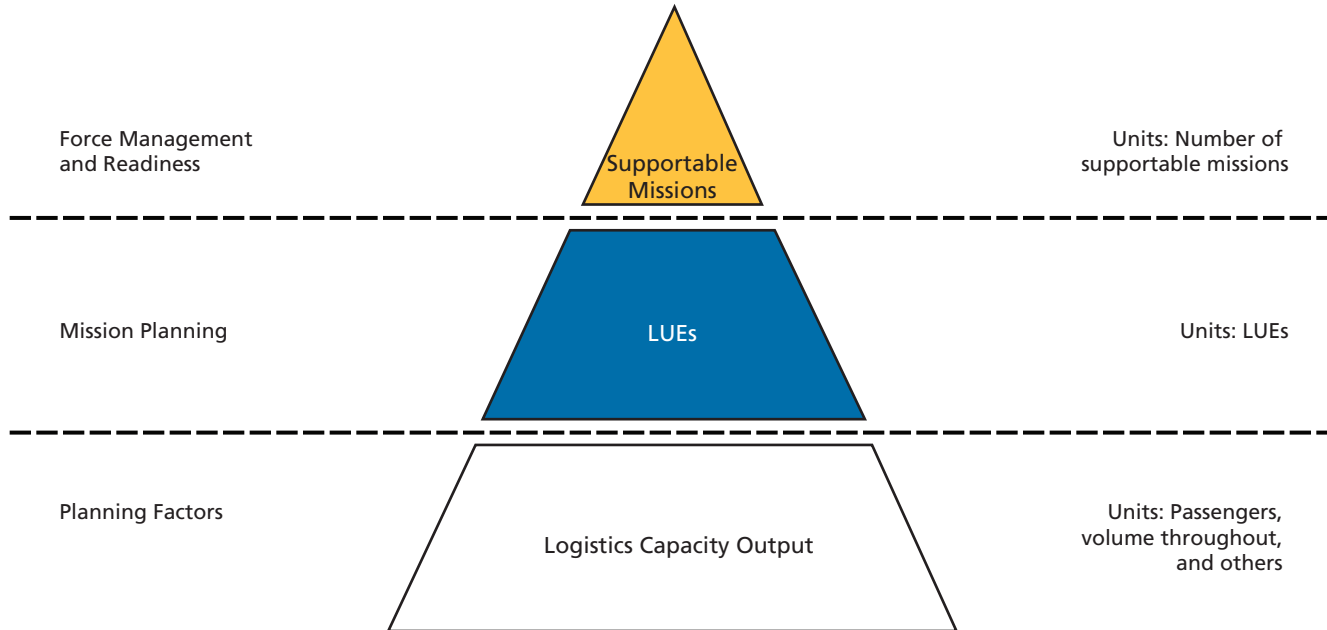 Force Management
and Readiness
Supportable
Missions
Units: Number of
supportable missions
Mission Planning
LUEs
Units: LUEs
Planning Factors
Logistics Capacity Output
Units: Passengers,
volume throughout,
and others